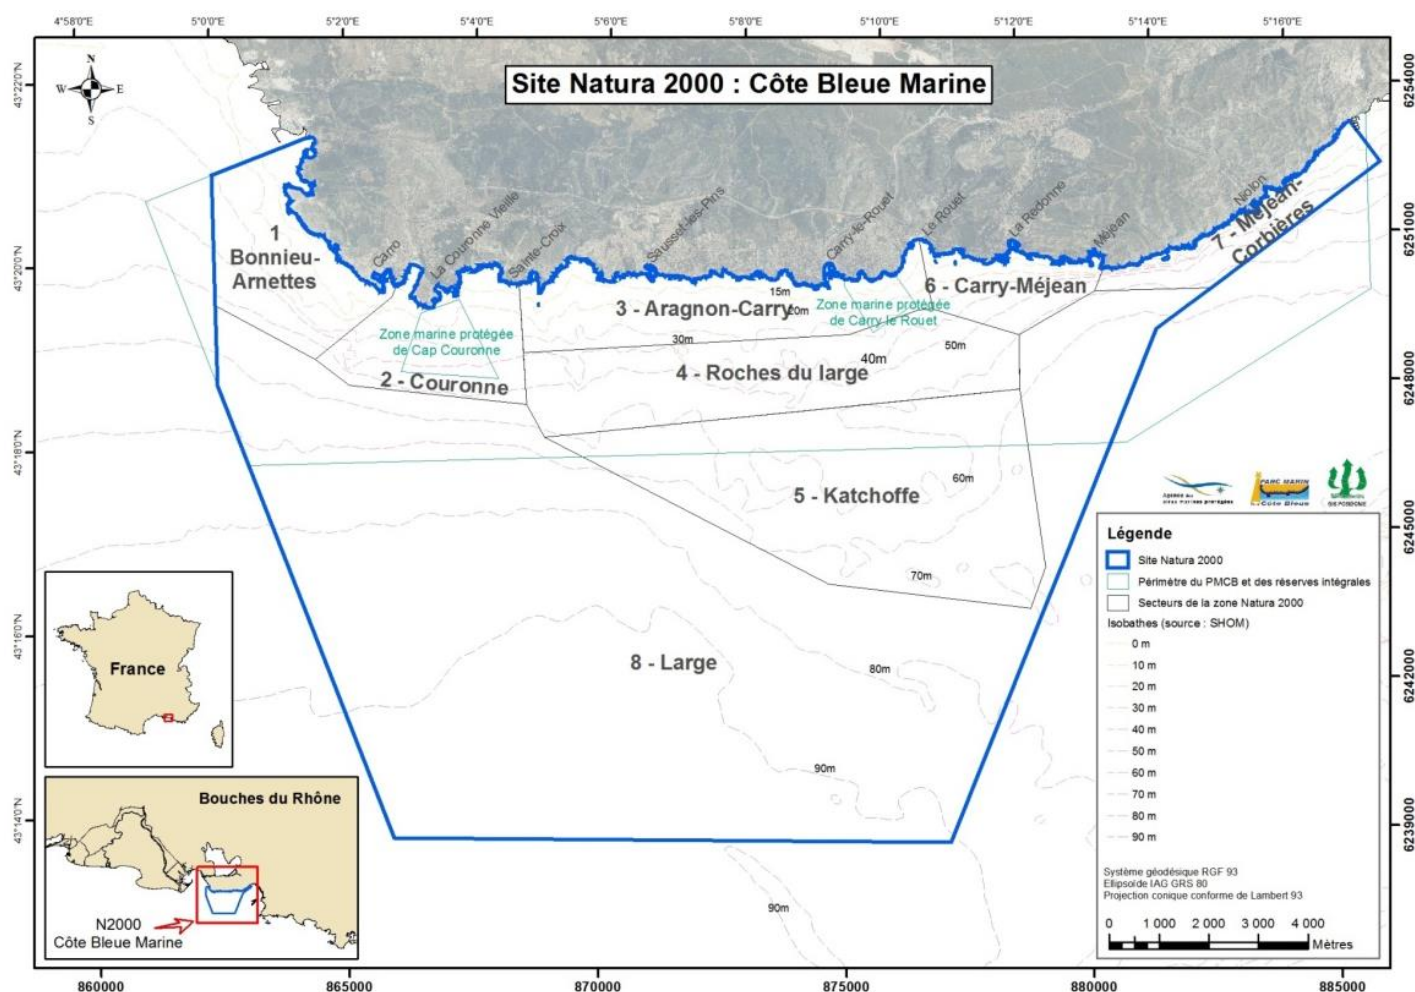 4°58'0"E 5°0'0"E 5°2'0"E 5°4'0"E 5°6'0"E 5°8'0"E 5°10'0"E 5°12'0"E 5°14'0"E 5°16'0"E
Site Natura 2000 : Côte Bleue Marine
N
W E
S
43°22'0"N
43°20'0"N
43°18'0"N
43°16'0"N
43°14'0"N
6254000
6251000
6248000
6245000
6242000
6239000
1
Bonnieu-
Arnettes
Carro
La Couronne Vieille
Sainte-Croix
Sausset-les-Pins
Carry-le-Rouet
Le Rouet
La Redonne
Méjean
Niolon
7 - Méjean-
Corbières
6 - Carry-Méjean
3 - Aragnon-Carry
15m
20m
Zone marine protégée
de Carry le Rouet
Zone marine protégée
de Cap Couronne
30m
50m
40m
2 - Couronne
4 - Roches du large
60m
5 - Katchoffe
70m
8 - Large
80m
90m
90m
France
Bouches du Rhône
N2000
Côte Bleue Marine
PARC MARIN
Côte Bleue
GIS POSIDONIE
Légende
Site Natura 2000
Périmètre du PMCB et des réserves intégrales
Secteurs de la zone Natura 2000
Isobathes (source : SHOM)
0 m
10 m
20 m
30 m
40 m
50 m
60 m
70 m
80 m
90 m
Système géodésique RGF 93
Ellipsoïde IAG GRS 80
Projection conique conforme de Lambert 93
0 1 000 2 000 3 000 4 000
Mètres
860000 865000 870000 875000 880000 885000